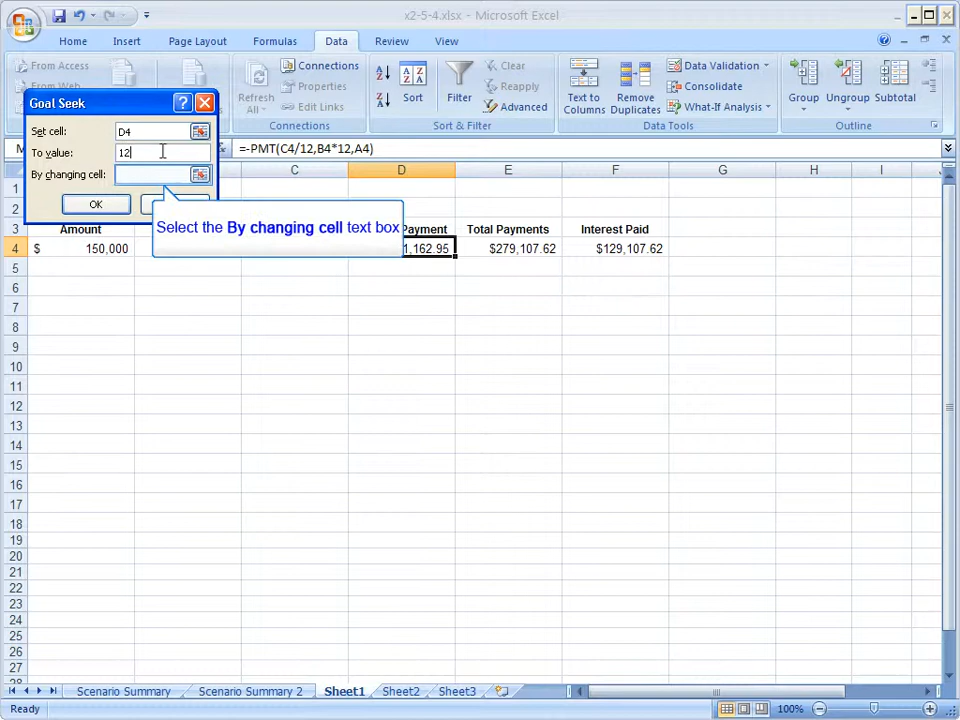 x2-5-4.xlsx - Microsoft Excel
Home Insert Page Layout Formulas Data Review View
From Access
From Web
Refresh All
Connections
Properties
Edit Links
Connections
Sort
Filter
Clear
Reapply
Advanced
Sort & Filter
Text to Columns
Remove Duplicates
Data Validation
Consolidate
What-If Analysis
Group
Ungroup
Subtotal
Outline
Goal Seek
Set cell: D4
To value: 12
By changing cell:
OK
Select the By changing cell text box
=-PMT(C4/12,B4*12,A4)
C D E F G H I
1
2
3 Amount Payment Total Payments Interest Paid
4 $ 150,000 1,162.95 $279,107.62 $129,107.62
5
6
7
8
9
10
11
12
13
14
15
16
17
18
19
20
21
22
23
24
25
26
27
28
Scenario Summary Scenario Summary 2 Sheet1 Sheet2 Sheet3
Ready 100%